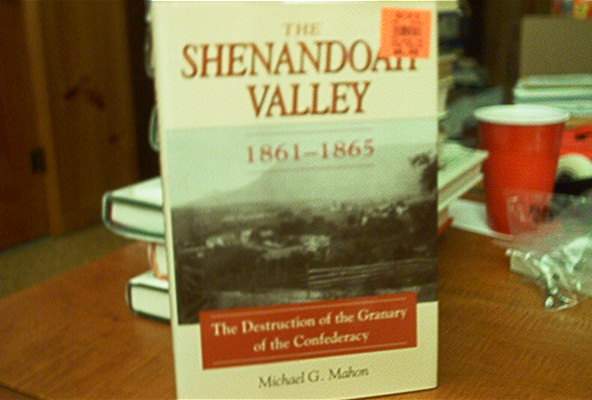 THE
SHENANDOAH
VALLEY
1861–1865
The Destruction of the Granary
of the Confederacy
Michael G. Mahon